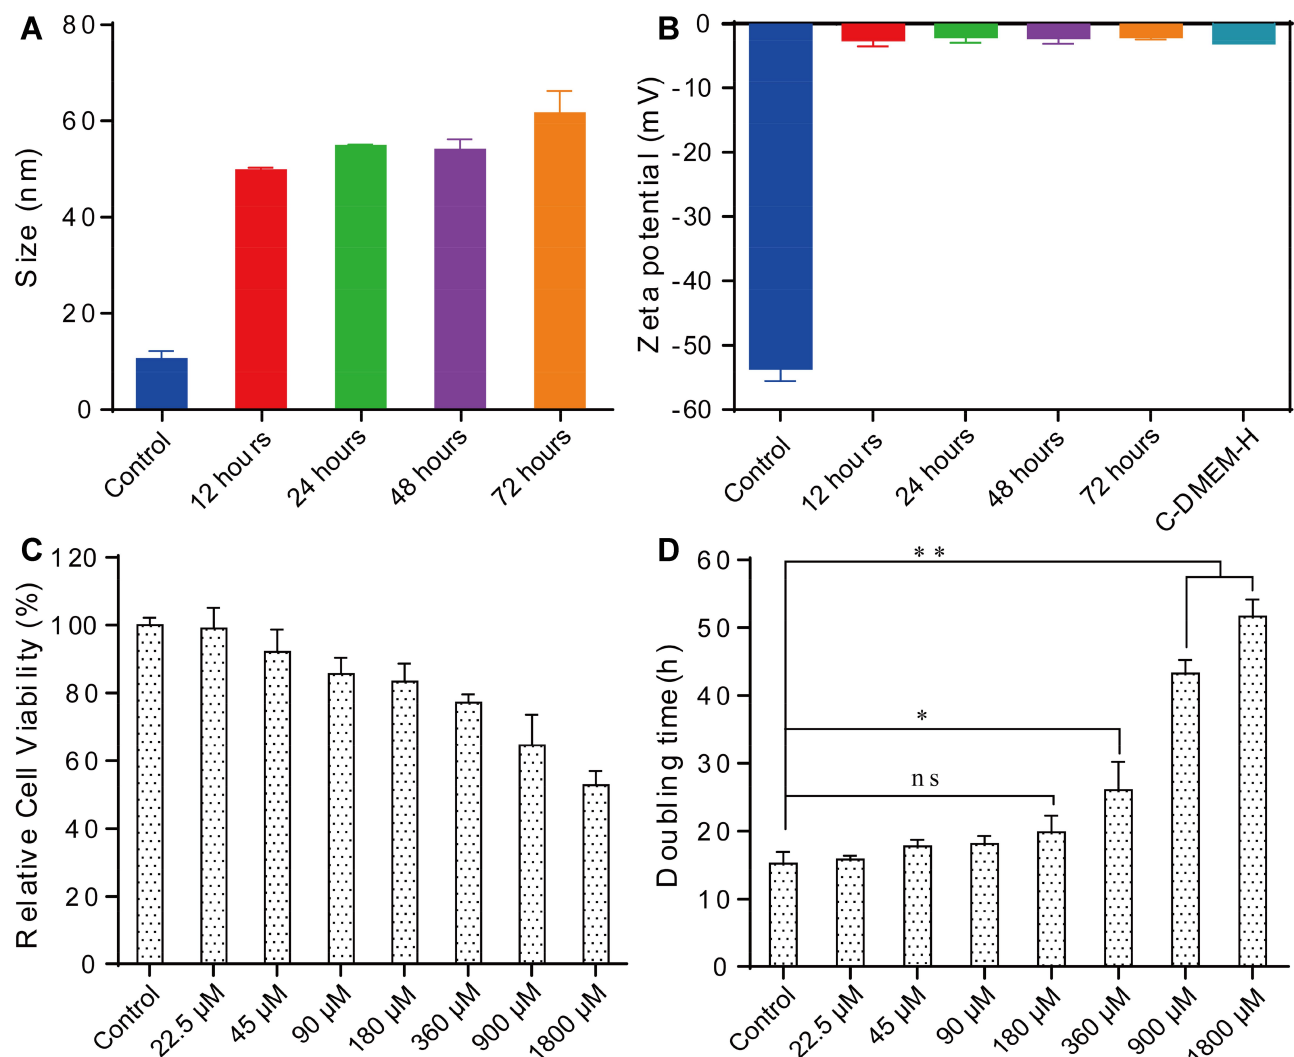 A
80
60
40
20
0
Size (nm)
Control
12 hours
24 hours
48 hours
72 hours
B
0
-10
-20
-30
-40
-50
-60
Zeta potential (mV)
Control
12 hours
24 hours
48 hours
72 hours
C-DMEM-H
C
120
100
80
60
40
20
0
Relative Cell Viability (%)
Control
22.5 µM
45 µM
90 µM
180 µM
360 µM
900 µM
1800 µM
D
60
50
40
30
20
10
0
Doubling time (h)
**
*
ns
Control
22.5 µM
45 µM
90 µM
180 µM
360 µM
900 µM
1800 µM